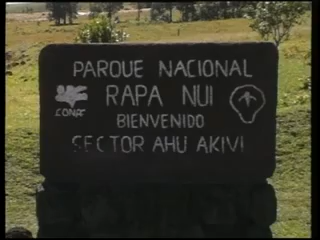 PARQUE NACIONAL
RAPA NUI
CONAF
BIENVENIDO
SECTOR AHU AKIVI